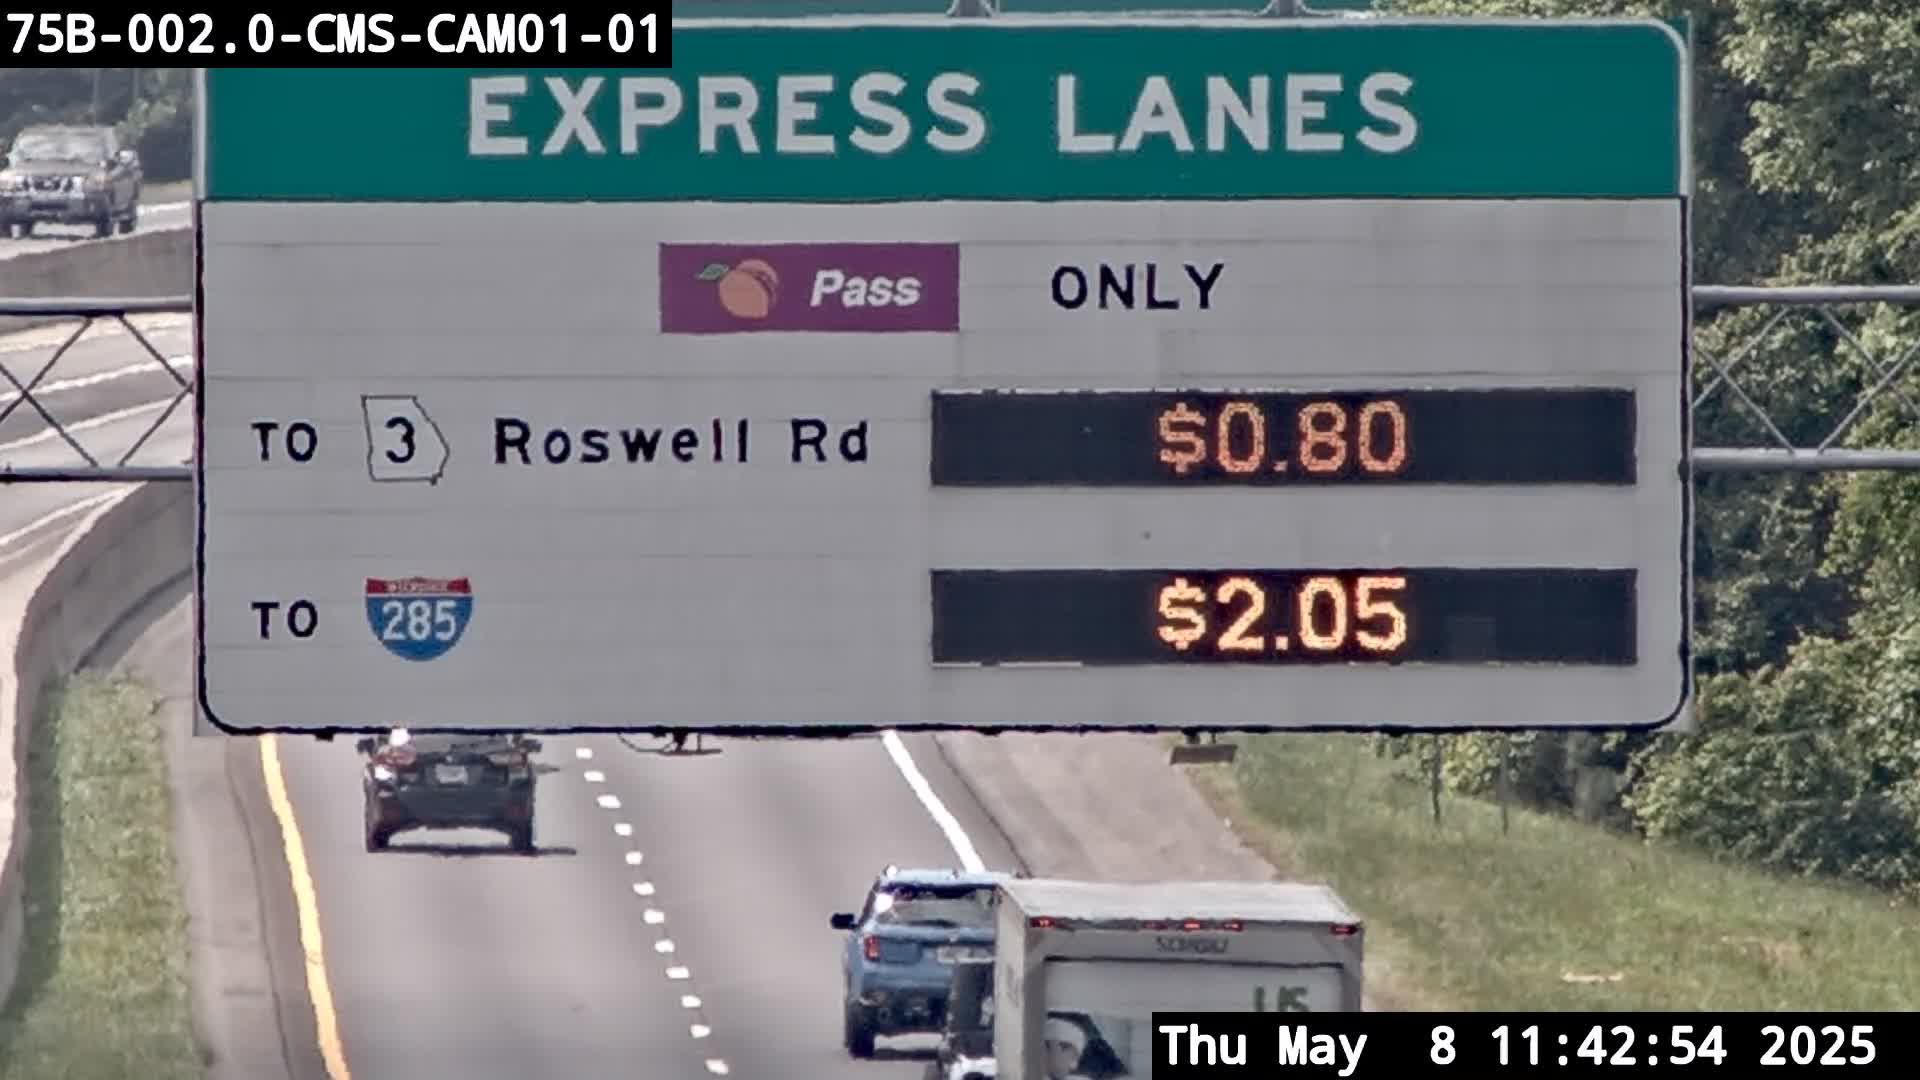 75B-002.0-CMS-CAM01-01
EXPRESS LANES
Pass ONLY
TO 3 Roswell Rd $0.80
TO 285 $2.05
US
Thu May 8 11:42:54 2025